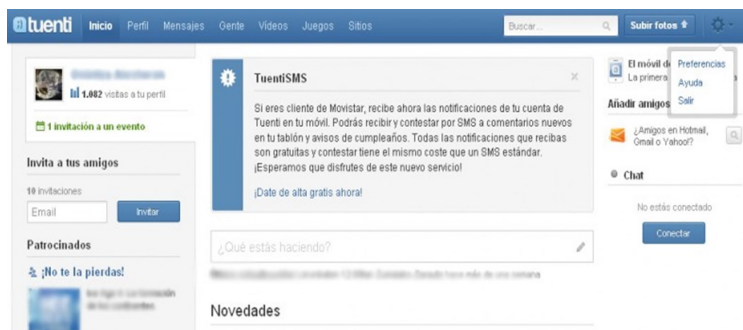 tuenti Inicio Perfil Mensajes Gente Vídeos Juegos Sitios Buscar... Subir fotos
1.082 visitas a tu perfil
1 invitación a un evento
Invita a tus amigos
10 invitaciones
Email Invitar
Patrocinados
¡No te la pierdas!
TuentiSMS
Si eres cliente de Movistar, recibe ahora las notificaciones de tu cuenta de
Tuenti en tu móvil. Podrás recibir y contestar por SMS a comentarios nuevos
en tu tablón y avisos de cumpleaños. Todas las notificaciones que recibas
son gratuitas y contestar tiene el mismo coste que un SMS estándar.
¡Esperamos que disfrutes de este nuevo servicio!
¡Date de alta gratis ahora!
¿Qué estás haciendo?
Novedades
Preferencias
Ayuda
Salir
El móvil
La primera
Añadir amigos
¿Amigos en Hotmail,
Gmail o Yahoo!?
Chat
No estás conectado
Conectar